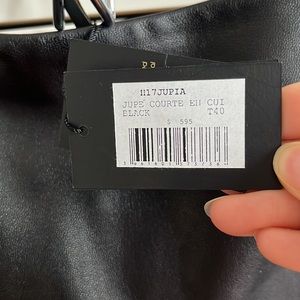 H17JUPIA
JUPE COURTE EN CUI
BLACK T40
$ 595